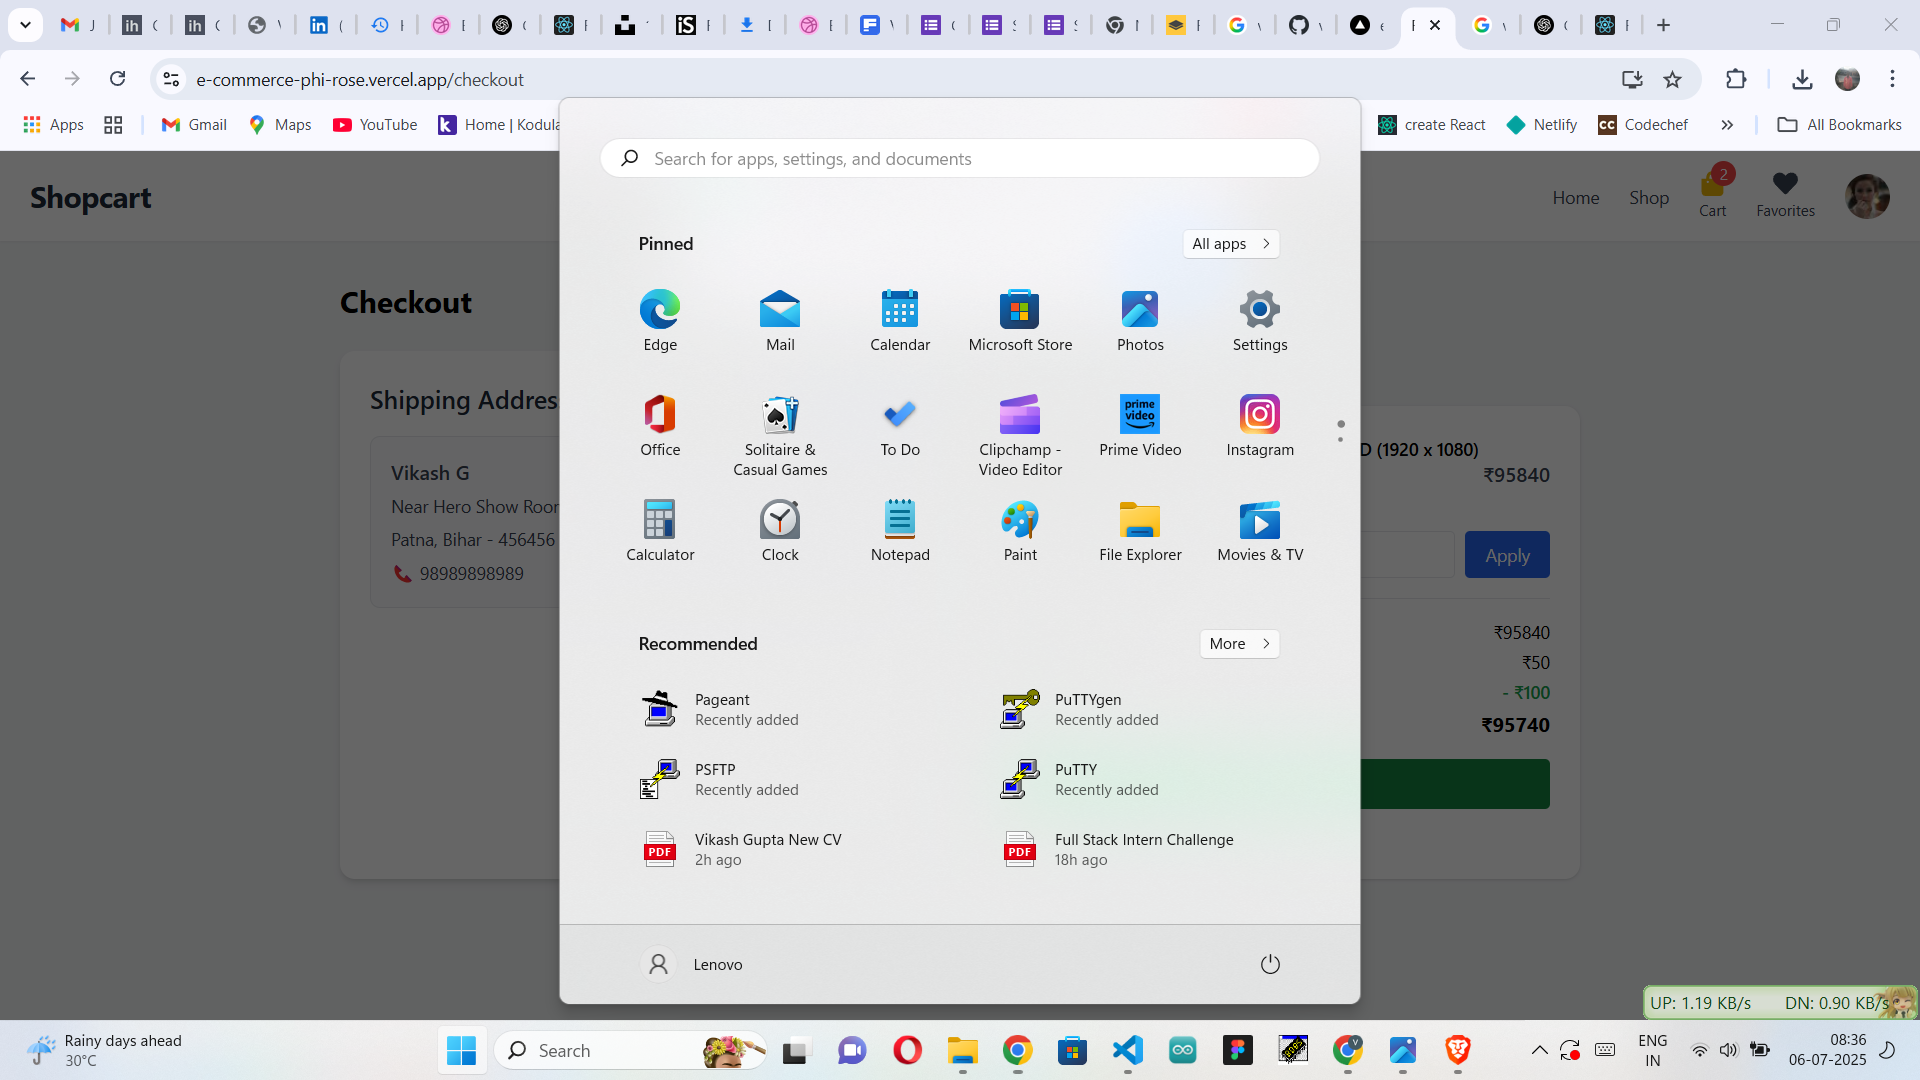 e-commerce-phi-rose.vercel.app/checkout
Apps
Gmail
Maps
YouTube
Home | Kodula
create React
Netlify
Codechef
All Bookmarks
Shopcart
Home
Shop
2
Cart
Favorites
Checkout
Shipping Addres
Vikash G
Near Hero Show Roor
Patna, Bihar - 456456
98989898989
D (1920 x 1080)
₹95840
Apply
₹95840
₹50
- ₹100
₹95740
Search for apps, settings, and documents
Pinned
All apps
Edge
Mail
Calendar
Microsoft Store
Photos
Settings
Office
Solitaire &
Casual Games
To Do
Clipchamp -
Video Editor
prime
video
Prime Video
Instagram
Calculator
Clock
Notepad
Paint
File Explorer
Movies & TV
Recommended
More
Pageant
Recently added
PuTTYgen
Recently added
PSFTP
Recently added
PuTTY
Recently added
PDF
Vikash Gupta New CV
2h ago
PDF
Full Stack Intern Challenge
18h ago
Lenovo
UP: 1.19 KB/s DN: 0.90 KB/s
Rainy days ahead
30°C
Search
ENG
IN
08:36
06-07-2025